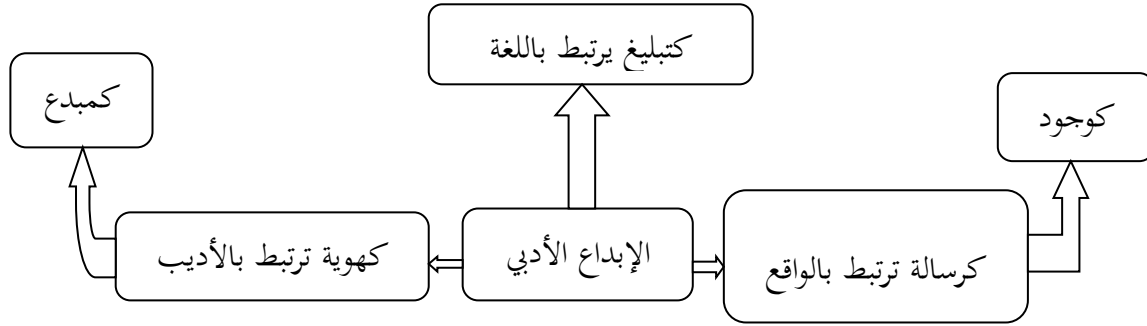 كتبليغ يرتبط باللغة
كوجود
كمبدع
كرسالة ترتبط بالواقع
الإبداع الأدبي
كهوية ترتبط بالأديب